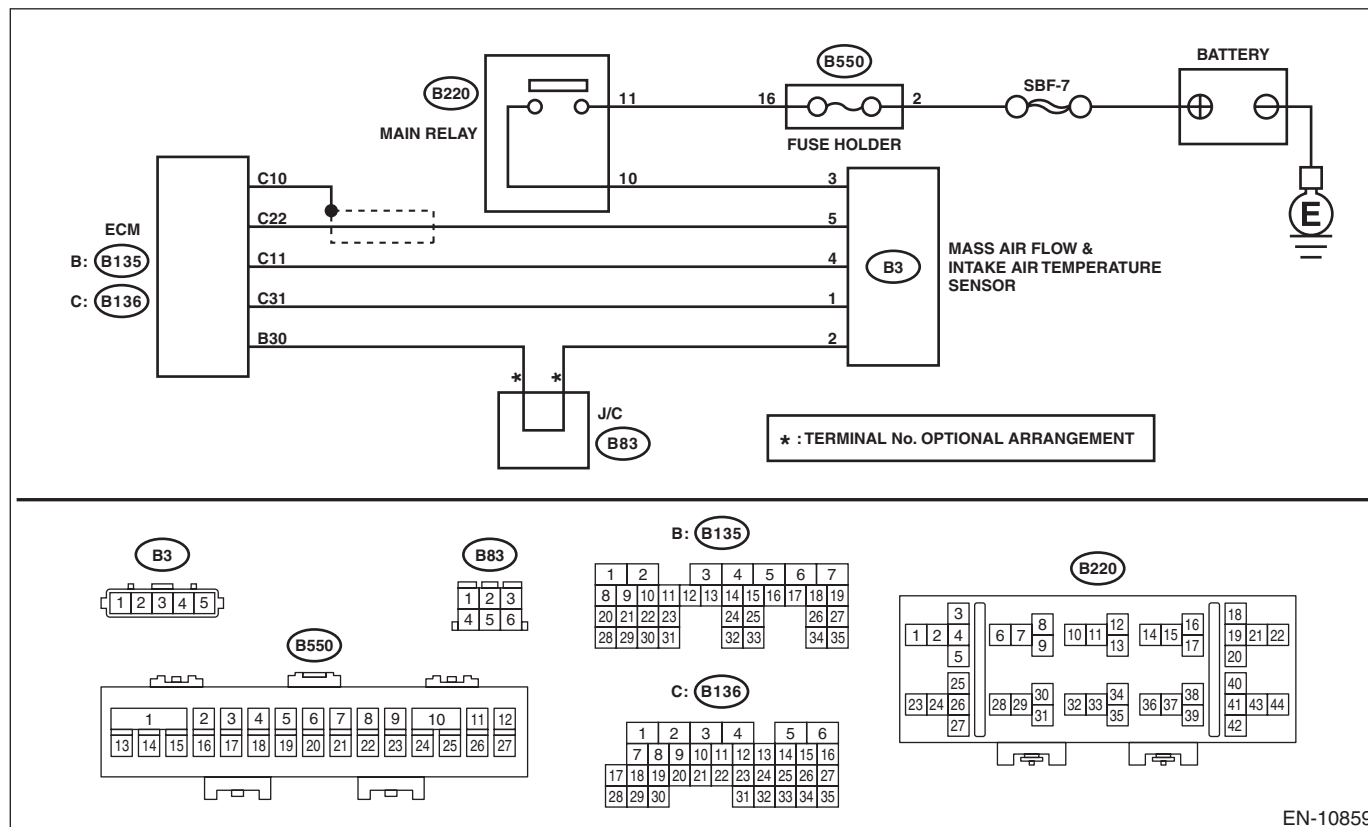 BATTERY
B550
SBF-7
B220
11
16
2
MAIN RELAY
FUSE HOLDER
10
3
C10
ECM
C22
5
MASS AIR FLOW &
INTAKE AIR TEMPERATURE
SENSOR
B: B135
C11
4
B3
C: B136
C31
1
B30
2
E
* *
J/C
B83
* : TERMINAL No. OPTIONAL ARRANGEMENT
B3
1 2 3 4 5
B83
1 2 3
4 5 6
B: B135
1 2 3 4 5 6 7
8 9 10 11 12 13 14 15 16 17 18 19
20 21 22 23 24 25 26 27
28 29 30 31 32 33 34 35
B220
3 8 12 16 18
1 2 4 6 7 10 11 14 15 19 21 22
5 9 13 17 20
25 30 34 38 40
23 24 26 28 29 32 33 36 37 41 43 44
27 31 35 39 42
B550
1 2 3 4 5 6 7 8 9 10 11 12
13 14 15 16 17 18 19 20 21 22 23 24 25 26 27
C: B136
1 2 3 4 5 6
7 8 9 10 11 12 13 14 15 16
17 18 19 20 21 22 23 24 25 26 27
28 29 30 31 32 33 34 35
EN-10859